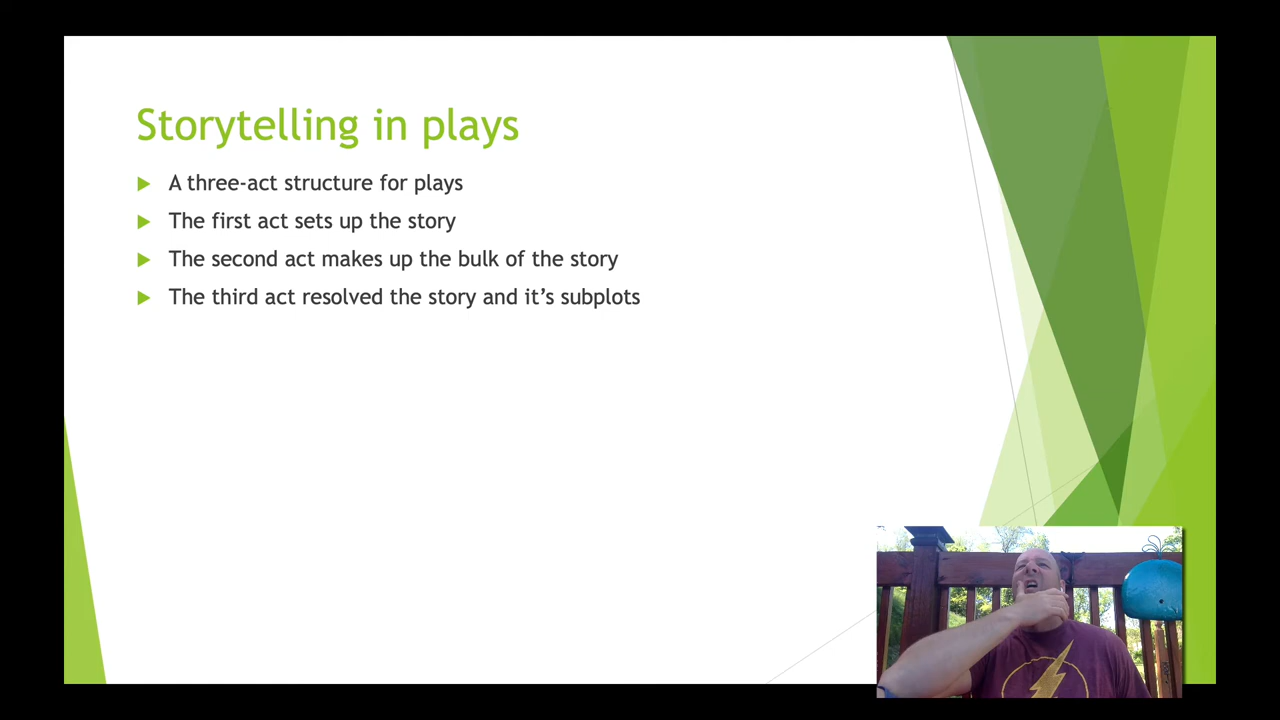 Storytelling in plays
A three-act structure for plays
The first act sets up the story
The second act makes up the bulk of the story
The third act resolved the story and it’s subplots